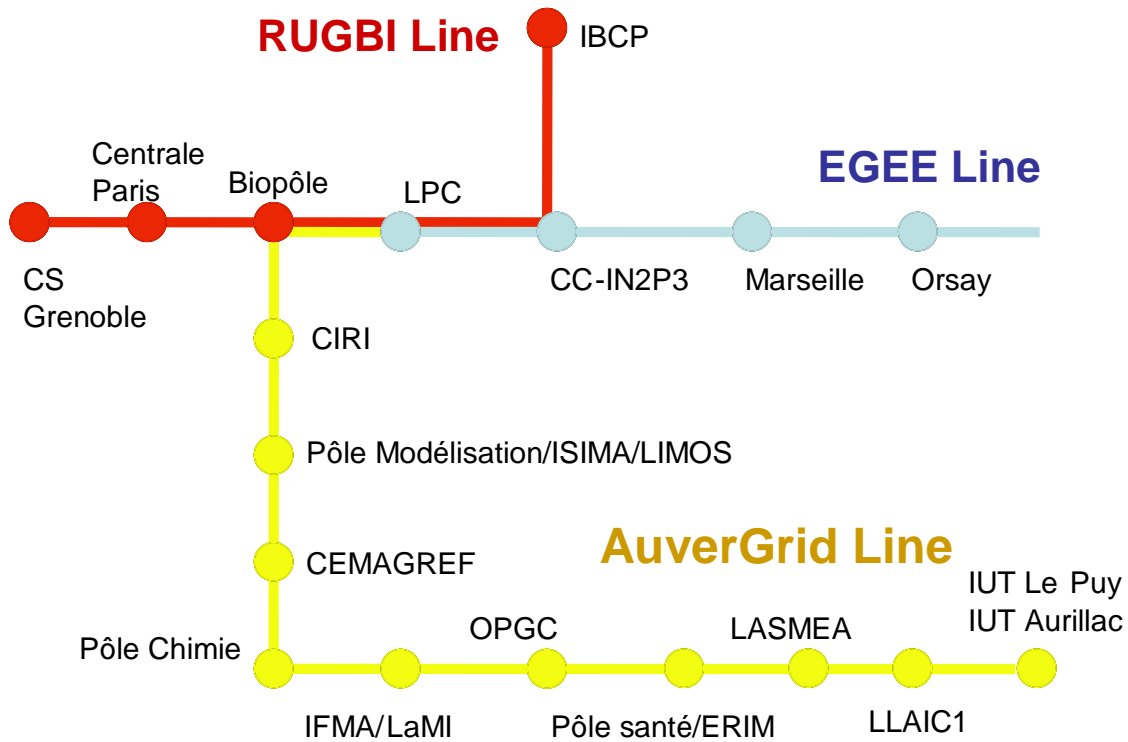 RUGBI Line
IBCP
Centrale
Paris
Biopôle
LPC
EGEE Line
CS
Grenoble
CC-IN2P3
Marseille
Orsay
CIRI
Pôle Modélisation/ISIMA/LIMOS
AuverGrid Line
CEMAGREF
IUT Le Puy
IUT Aurillac
Pôle Chimie
OPGC
LASMEA
IFMA/LaMI
Pôle santé/ERIM
LLAIC1